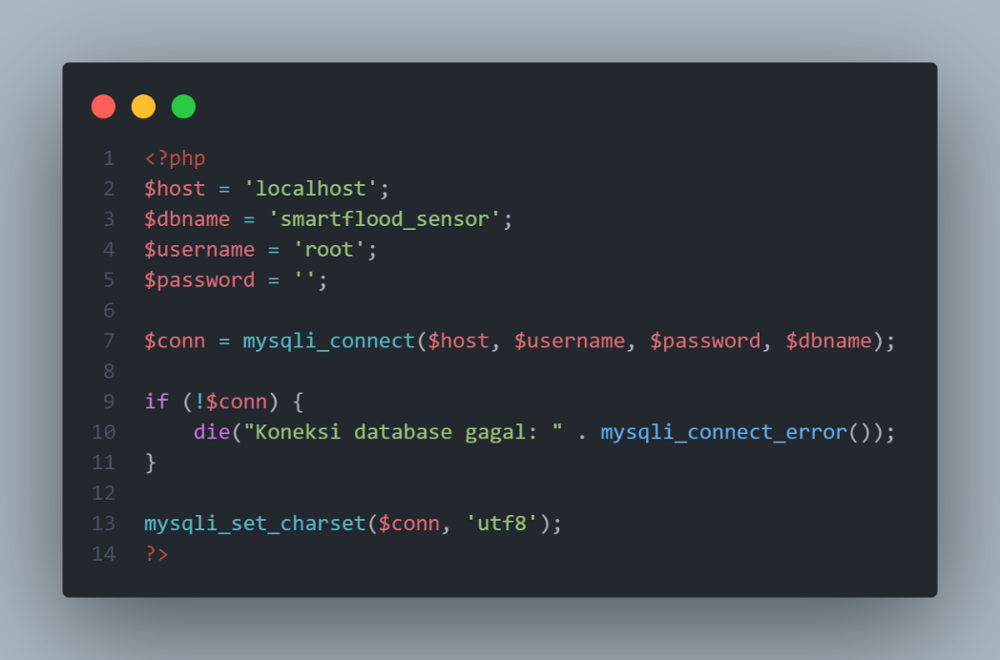 1 <?php
2 $host = 'localhost';
3 $dbname = 'smartflood_sensor';
4 $username = 'root';
5 $password = '';
6
7 $conn = mysqli_connect($host, $username, $password, $dbname);
8
9 if (!$conn) {
10     die("Koneksi database gagal: " . mysqli_connect_error());
11 }
12
13 mysqli_set_charset($conn, 'utf8');
14 ?>